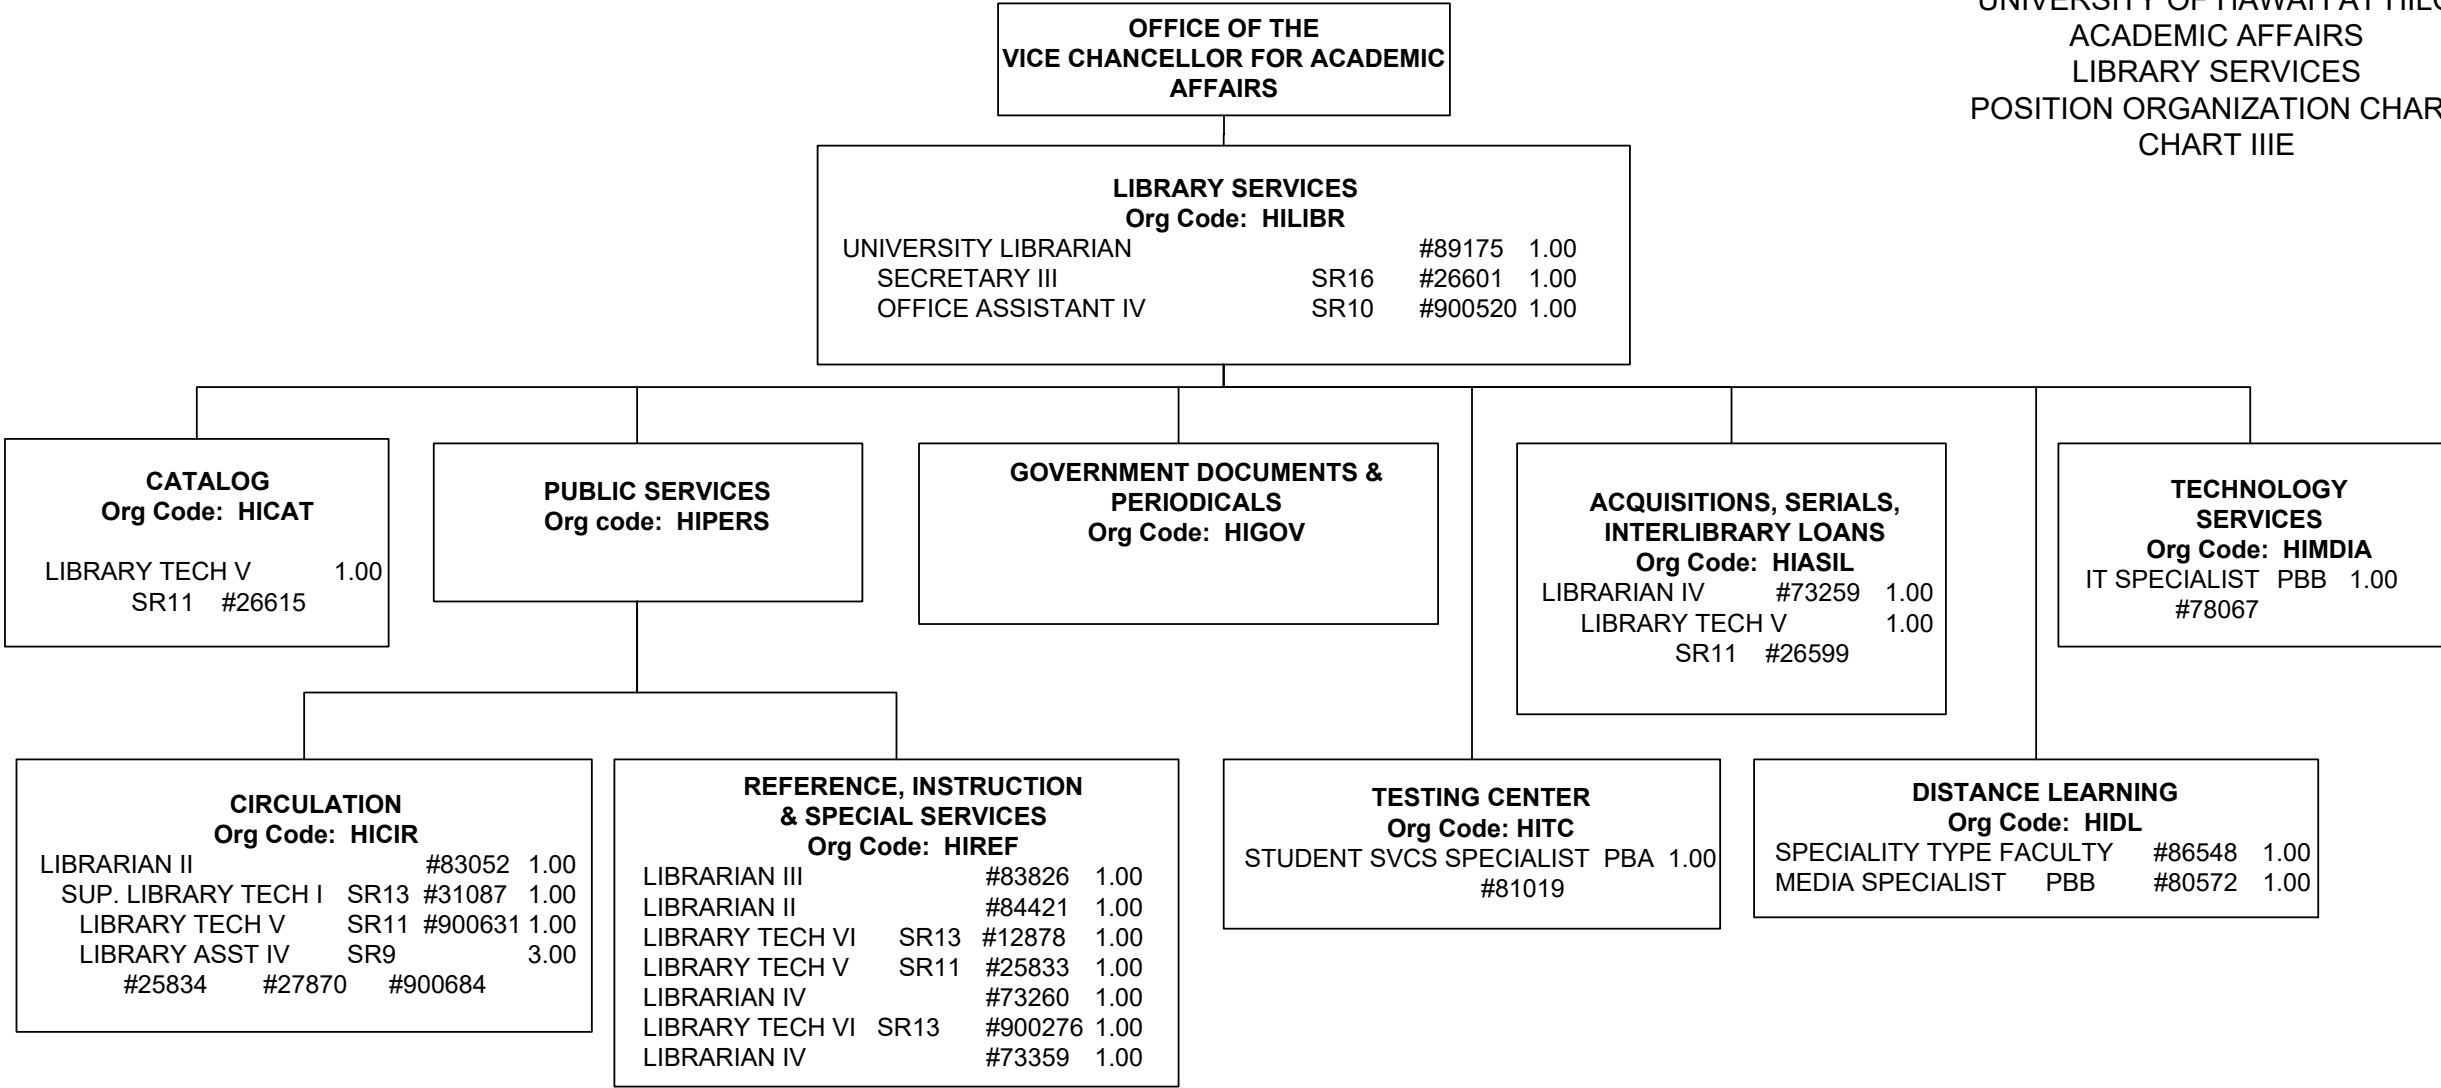 OFFICE OF THE
VICE CHANCELLOR FOR ACADEMIC
AFFAIRS
ACADEMIC AFFAIRS
LIBRARY SERVICES
POSITION ORGANIZATION CHAR
CHART IIIE
LIBRARY SERVICES
Org Code: HILIBR
UNIVERSITY LIBRARIAN #89175 1.00
SECRETARY III SR16 #26601 1.00
OFFICE ASSISTANT IV SR10 #900520 1.00
CATALOG
Org Code: HICAT
LIBRARY TECH V 1.00
SR11 #26615
PUBLIC SERVICES
Org code: HIPERS
GOVERNMENT DOCUMENTS &
PERIODICALS
Org Code: HIGOV
ACQUISITIONS, SERIALS,
INTERLIBRARY LOANS
Org Code: HIASIL
LIBRARIAN IV #73259 1.00
LIBRARY TECH V 1.00
SR11 #26599
TECHNOLOGY
SERVICES
Org Code: HIMDIA
IT SPECIALIST PBB 1.00
#78067
CIRCULATION
Org Code: HICIR
LIBRARIAN II #83052 1.00
SUP. LIBRARY TECH I SR13 #31087 1.00
LIBRARY TECH V SR11 #900631 1.00
LIBRARY ASST IV SR9 3.00
#25834 #27870 #900684
REFERENCE, INSTRUCTION
& SPECIAL SERVICES
Org Code: HIREF
LIBRARIAN III #83826 1.00
LIBRARIAN II #84421 1.00
LIBRARY TECH VI SR13 #12878 1.00
LIBRARY TECH V SR11 #25833 1.00
LIBRARIAN IV #73260 1.00
LIBRARY TECH VI SR13 #900276 1.00
LIBRARIAN IV #73359 1.00
TESTING CENTER
Org Code: HITC
STUDENT SVCS SPECIALIST PBA 1.00
#81019
DISTANCE LEARNING
Org Code: HIDL
SPECIALITY TYPE FACULTY #86548 1.00
MEDIA SPECIALIST PBB #80572 1.00